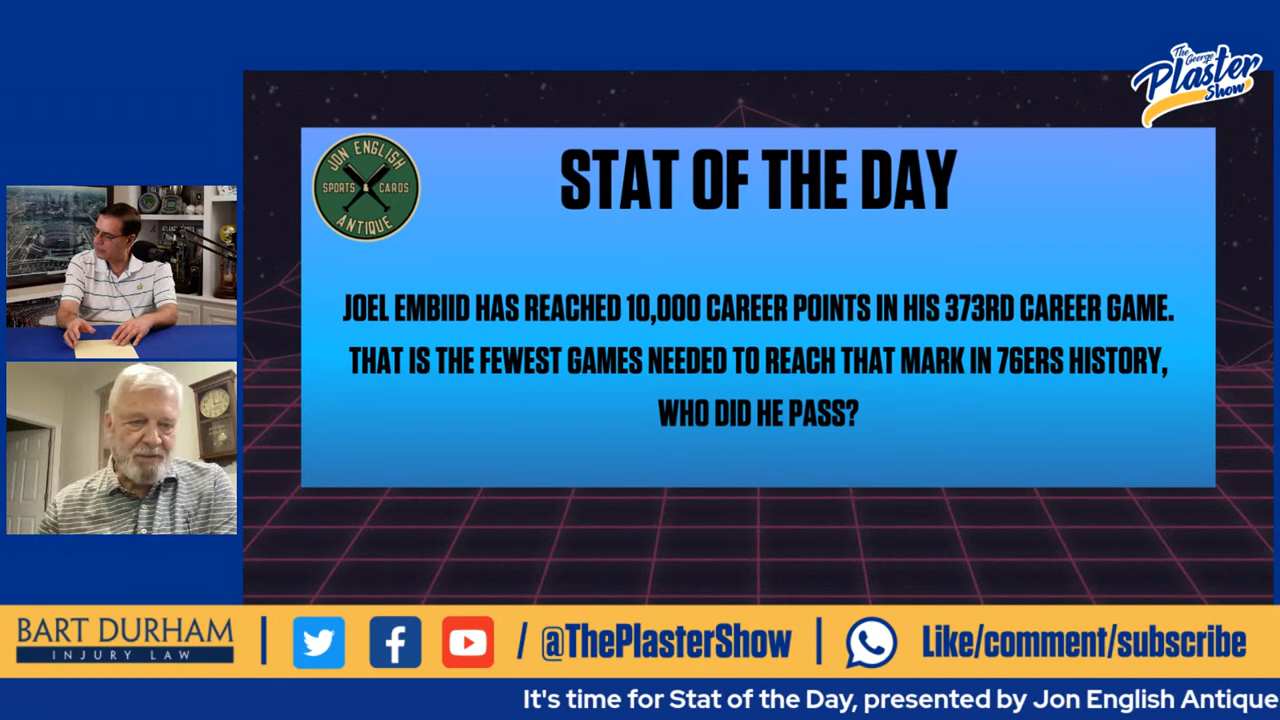 The
George
Plaster
Show
JON ENGLISH
SPORTS & CARDS
ANTIQUE
STAT OF THE DAY
JOEL EMBIID HAS REACHED 10,000 CAREER POINTS IN HIS 373RD CAREER GAME.
THAT IS THE FEWEST GAMES NEEDED TO REACH THAT MARK IN 76ERS HISTORY,
WHO DID HE PASS?
BART DURHAM
INJURY LAW
| / @ThePlasterShow | Like/comment/subscribe
It's time for Stat of the Day, presented by Jon English Antique